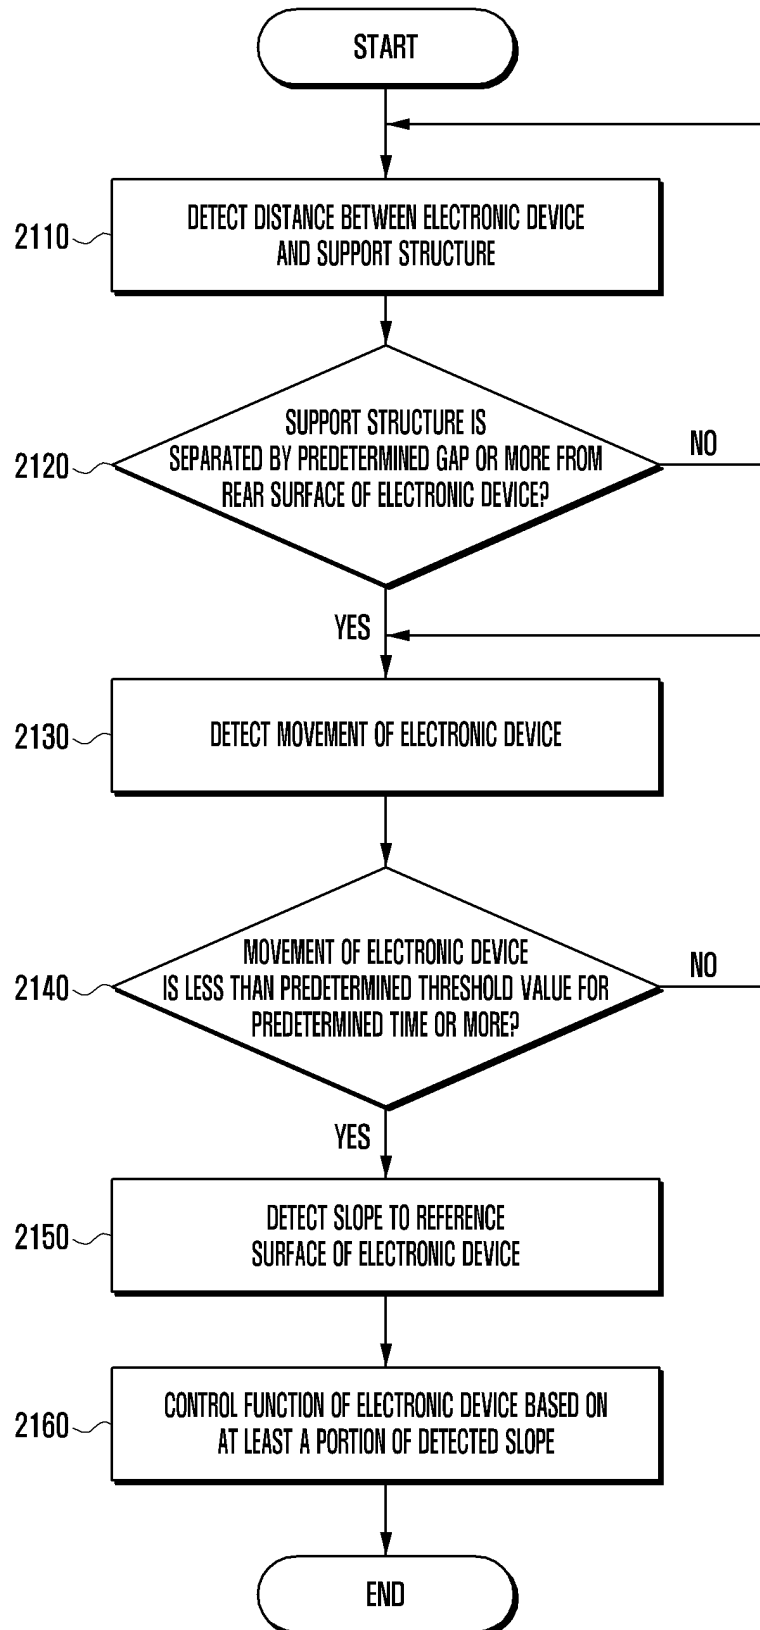 START
2110
DETECT DISTANCE BETWEEN ELECTRONIC DEVICE
AND SUPPORT STRUCTURE
2120
SUPPORT STRUCTURE IS
SEPARATED BY PREDETERMINED GAP OR MORE FROM
REAR SURFACE OF ELECTRONIC DEVICE?
NO
YES
2130
DETECT MOVEMENT OF ELECTRONIC DEVICE
2140
MOVEMENT OF ELECTRONIC DEVICE
IS LESS THAN PREDETERMINED THRESHOLD VALUE FOR
PREDETERMINED TIME OR MORE?
NO
YES
2150
DETECT SLOPE TO REFERENCE
SURFACE OF ELECTRONIC DEVICE
2160
CONTROL FUNCTION OF ELECTRONIC DEVICE BASED ON
AT LEAST A PORTION OF DETECTED SLOPE
END